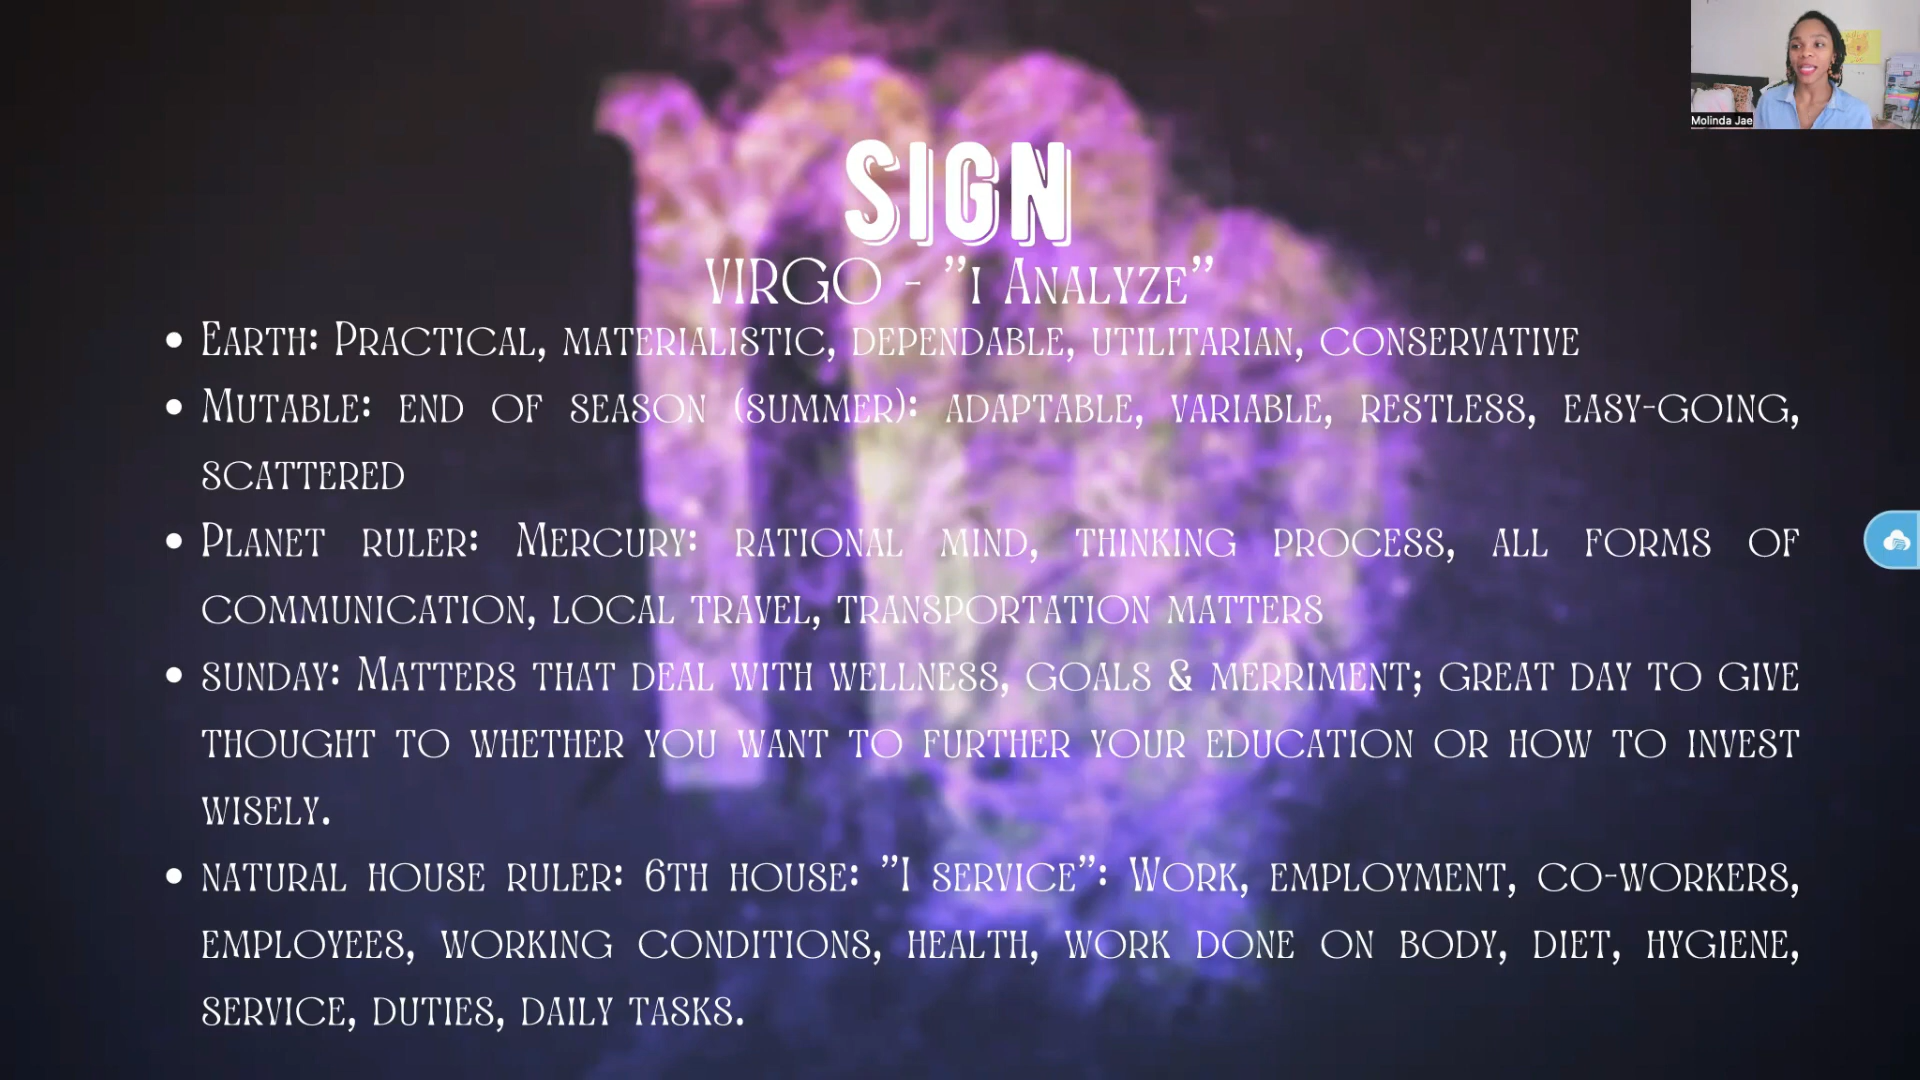 Molinda Jae
SIGN
VIRGO - "I ANALYZE"
• EARTH: PRACTICAL, MATERIALISTIC, DEPENDABLE, UTILITARIAN, CONSERVATIVE
• MUTABLE: END OF SEASON (SUMMER): ADAPTABLE, VARIABLE, RESTLESS, EASY-GOING,
SCATTERED
• PLANET RULER: MERCURY: RATIONAL MIND, THINKING PROCESS, ALL FORMS OF
COMMUNICATION, LOCAL TRAVEL, TRANSPORTATION MATTERS
• SUNDAY: MATTERS THAT DEAL WITH WELLNESS, GOALS & MERRIMENT; GREAT DAY TO GIVE
THOUGHT TO WHETHER YOU WANT TO FURTHER YOUR EDUCATION OR HOW TO INVEST
WISELY.
• NATURAL HOUSE RULER: 6TH HOUSE: "I SERVICE": WORK, EMPLOYMENT, CO-WORKERS,
EMPLOYEES, WORKING CONDITIONS, HEALTH, WORK DONE ON BODY, DIET, HYGIENE,
SERVICE, DUTIES, DAILY TASKS.